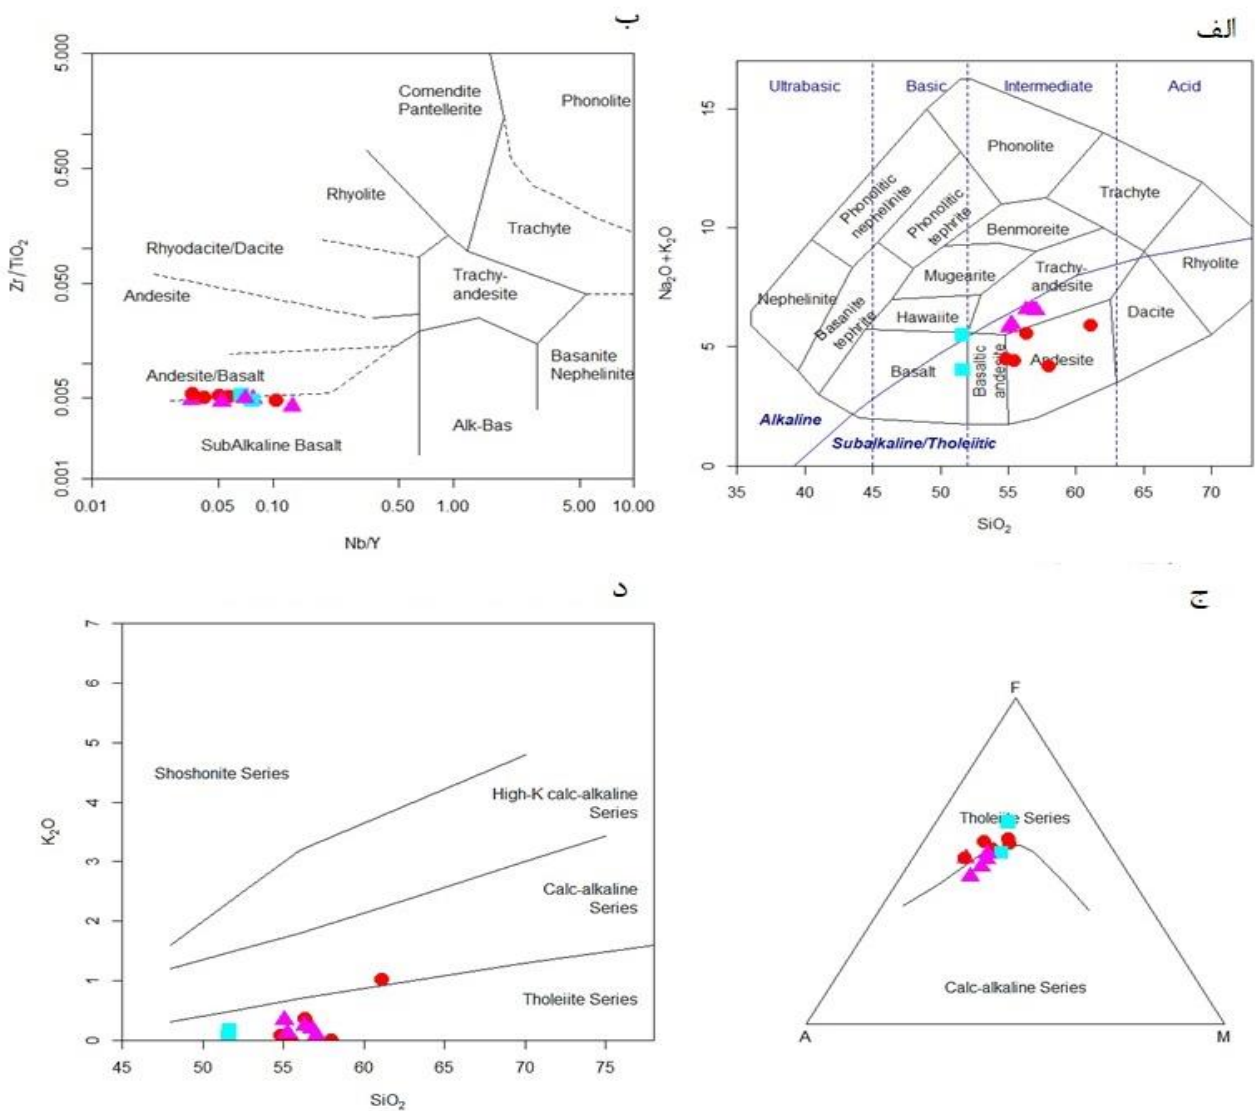 ب
5.000
0.500
0.050
0.005
0.001
Zr/TiO₂
Comendite
Pantellerite
Phonolite
Rhyolite
Trachyte
Rhyodacite/Dacite
Trachy-
andesite
Andesite
Basanite
Nephelinite
Andesite/Basalt
Alk-Bas
SubAlkaline Basalt
0.01 0.05 0.10 0.50 1.00 5.00 10.00
Nb/Y
الف
15
10
5
0
Na₂O+K₂O
Ultrabasic Basic Intermediate Acid
Phonolite
Phonolitic
nephelinite
Phonolitic
tephrite
Trachyte
Benmoreite
Mugearite
Trachy-
andesite
Rhyolite
Nephelinite
Basanite
tephrite
Hawaiite
Dacite
Basalt
Basaltic
andesite
Andesite
Alkaline
Subalkaline/Tholeiitic
35 40 45 50 55 60 65 70
SiO₂
د
7
6
5
4
3
2
1
0
K₂O
Shoshonite Series
High-K calc-alkaline
Series
Calc-alkaline
Series
Tholeiite Series
45 50 55 60 65 70 75
SiO₂
ج
F
Tholeiite Series
Calc-alkaline Series
A M